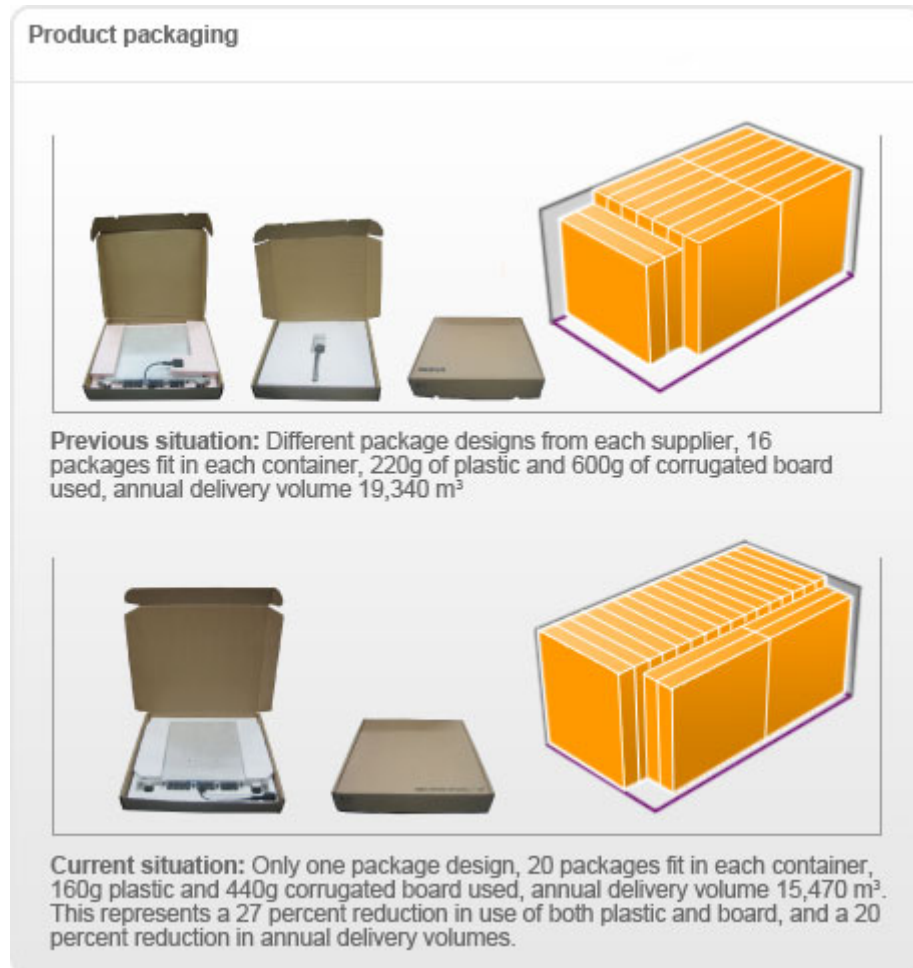 Product packaging
Previous situation: Different package designs from each supplier, 16
packages fit in each container, 220g of plastic and 600g of corrugated board
used, annual delivery volume 19,340 m³
Current situation: Only one package design, 20 packages fit in each container,
160g plastic and 440g corrugated board used, annual delivery volume 15,470 m³.
This represents a 27 percent reduction in use of both plastic and board, and a 20
percent reduction in annual delivery volumes.